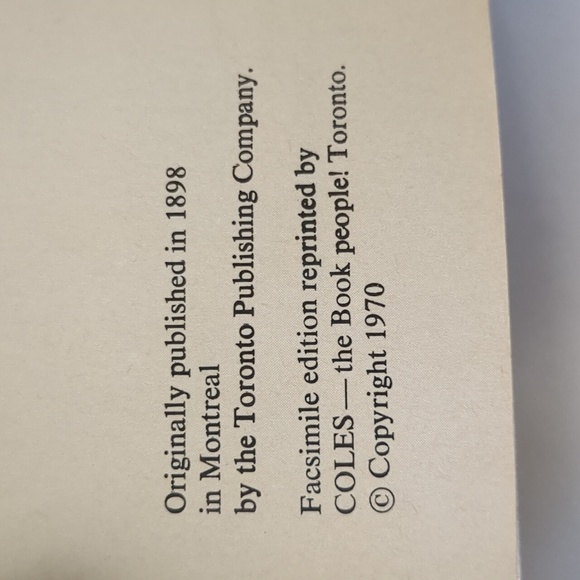 Originally published in 1898
in Montreal
by the Toronto Publishing Company.
Facsimile edition reprinted by
COLES—the Book people! Toronto.
© Copyright 1970